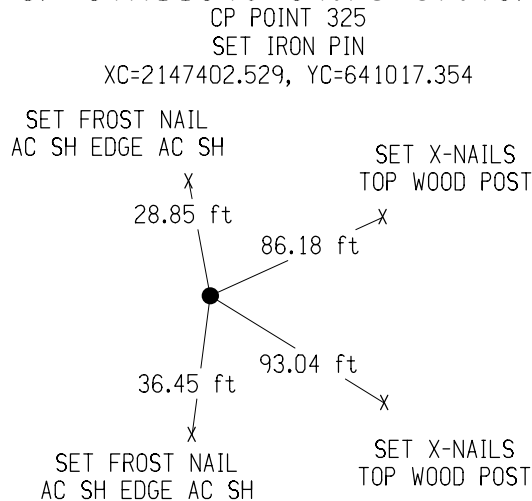 CP POINT 325
SET IRON PIN
XC=2147402.529, YC=641017.354
SET FROST NAIL
AC SH EDGE AC SH
SET X-NAILS
TOP WOOD POST
X
X
28.85 ft
86.18 ft
36.45 ft
93.04 ft
X
X
SET FROST NAIL
AC SH EDGE AC SH
SET X-NAILS
TOP WOOD POST